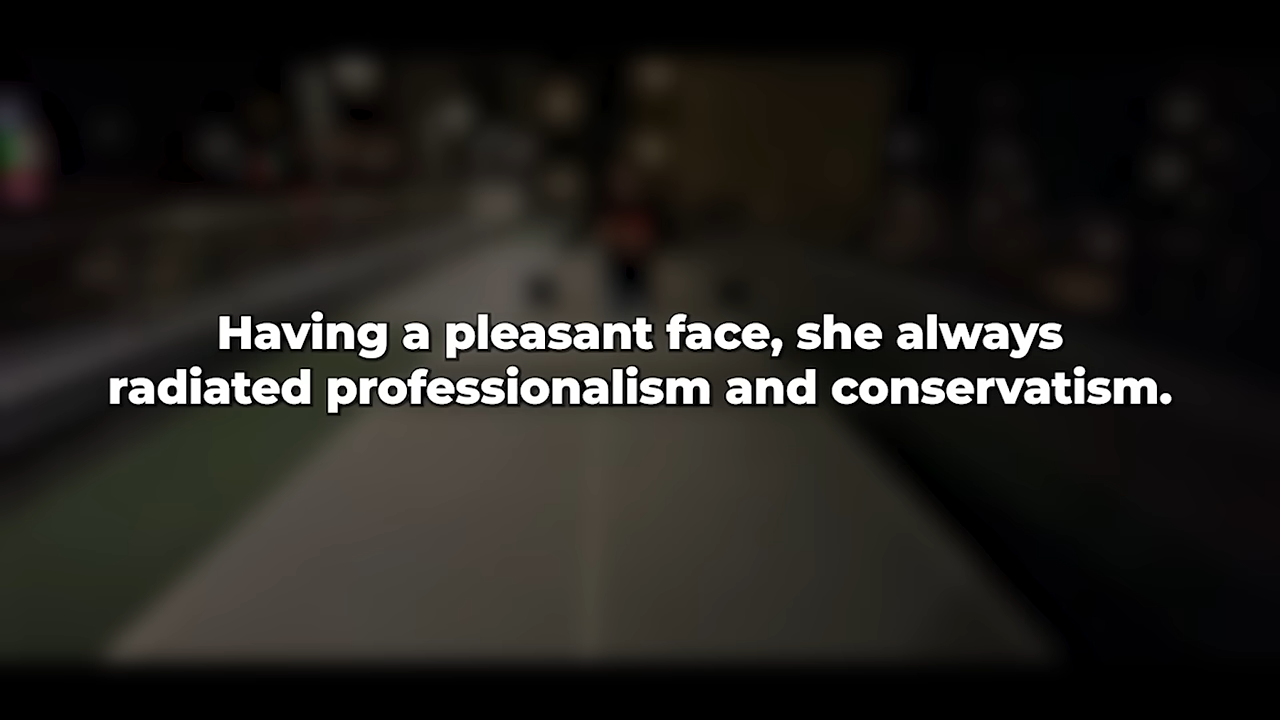 Having a pleasant face, she always
radiated professionalism and conservatism.